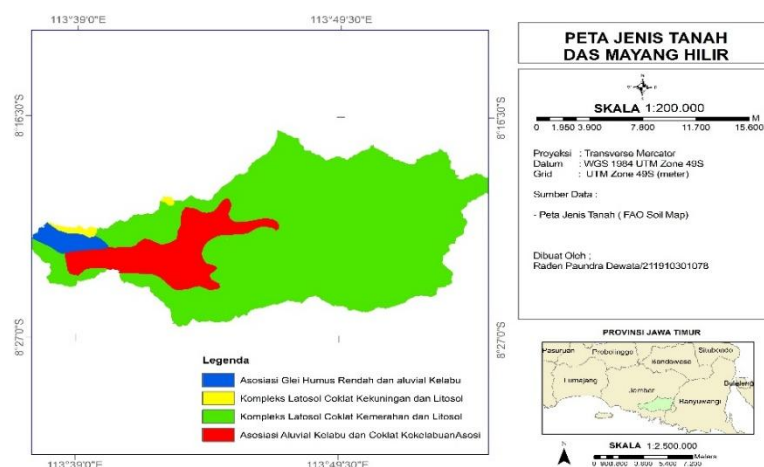 113°39'0"E 113°49'30"E
8°16'30"S 8°16'30"S
8°27'0"S 8°27'0"S
113°39'0"E 113°49'30"E
Legenda
Asosiasi Glei Humus Rendah dan aluvial Kelabu
Kompleks Latosol Coklat Kekuningan dan Litosol
Kompleks Latosol Coklat Kemerahan dan Litosol
Asosiasi Aluvial Kelabu dan Coklat KokelabuanAsosi
PETA JENIS TANAH
DAS MAYANG HILIR
N
SKALA 1:200.000
M
0 1.950 3.900 7.800 11.700 15.600
Proyeksi : Transverse Mercator
Datum : WGS 1984 UTM Zone 49S
Grid : UTM Zone 49S (meter)
Sumber Data :
- Peta Jenis Tanah ( FAO Soil Map)
Dibuat Oleh ;
Raden Paundra Dewata/211910301078
PROVINSI JAWA TIMUR
Pasuruan Probolinggo Bondowoso Situbondo
Lumajang Jember Banyuwangi
N
SKALA 1:2.500.000
Meters